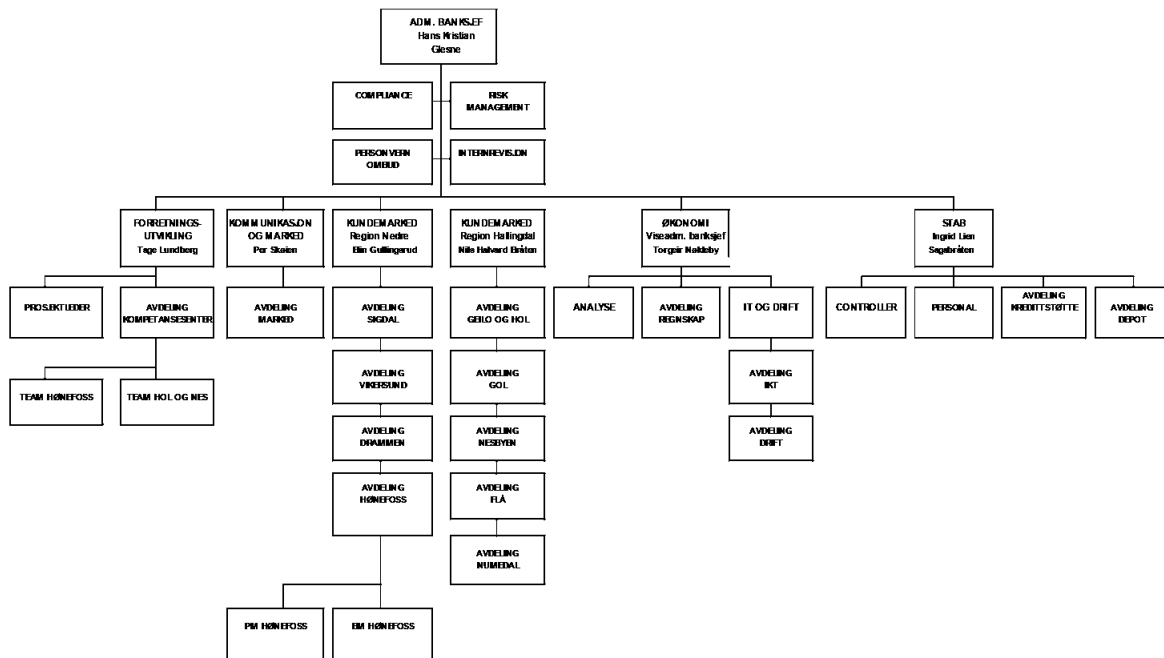 ADM. BANKSJEF
Hans Kristian
Glesne
COMPLIANCE
RISK
MANAGEMENT
PERSONVERN
OMBUD
INTERNREVISJON
FORRETNINGS-
UTVIKLING
Tage Lundberg
KOMMUNIKASJON
OG MARKED
Per Skøien
KUNDEMARKED
Region Nedre
Elin Gullingsrud
KUNDEMARKED
Region Hallingdal
Nils Halvard Bråten
ØKONOMI
Viseadm. banksjef
Torgeir Nøkleby
STAB
Ingrid Lien
Sagabråten
PROSJEKTLEDER
AVDELING
KOMPETANSESENTER
AVDELING
MARKED
AVDELING
SIGDAL
AVDELING
GEILO OG HOL
ANALYSE
AVDELING
REGNSKAP
IT OG DRIFT
CONTROLLER
PERSONAL
AVDELING
KREDITTSTØTTE
AVDELING
DEPOT
TEAM HØNEFOSS
TEAM HOL OG NES
AVDELING
VIKERSUND
AVDELING
GOL
AVDELING
IKT
AVDELING
DRAMMEN
AVDELING
NESBYEN
AVDELING
DRIFT
AVDELING
HØNEFOSS
AVDELING
FLÅ
AVDELING
NUMEDAL
PM HØNEFOSS
BM HØNEFOSS